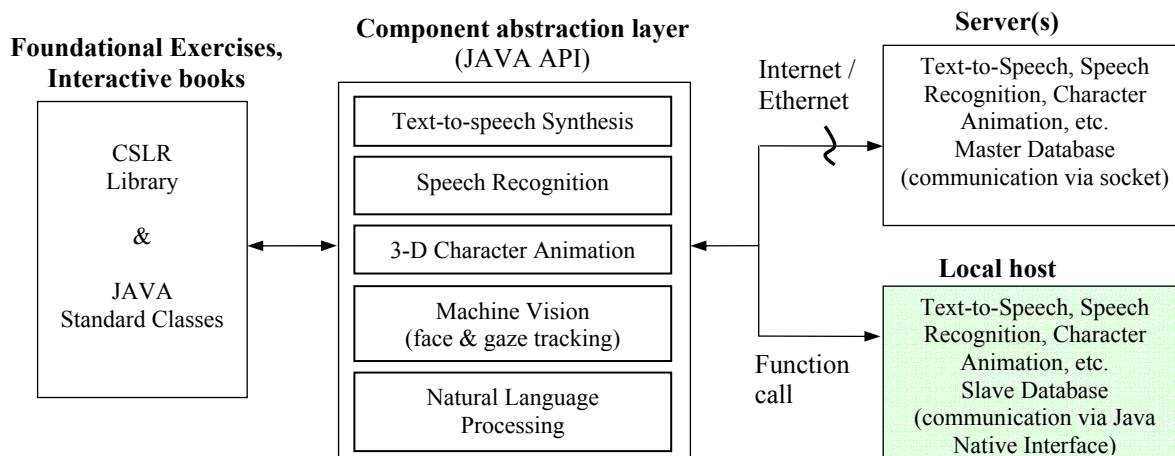 Foundational Exercises,
Interactive books
CSLR
Library
&
JAVA
Standard Classes
Component abstraction layer
(JAVA API)
Text-to-speech Synthesis
Speech Recognition
3-D Character Animation
Machine Vision
(face & gaze tracking)
Natural Language
Processing
Internet /
Ethernet
Function
call
Server(s)
Text-to-Speech, Speech
Recognition, Character
Animation, etc.
Master Database
(communication via socket)
Local host
Text-to-Speech, Speech
Recognition, Character
Animation, etc.
Slave Database
(communication via Java
Native Interface)